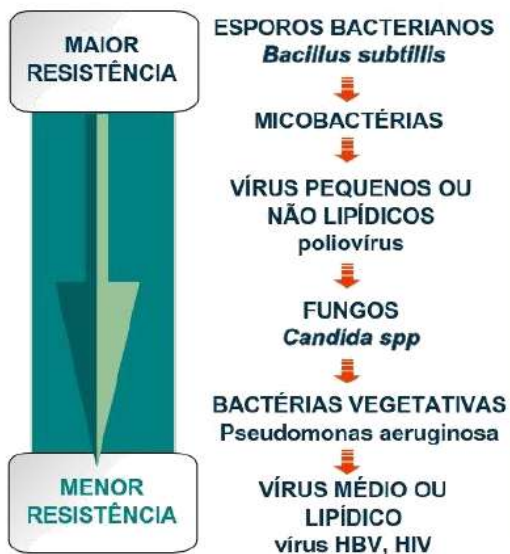 MAIOR
RESISTÊNCIA
ESPOROS BACTERIANOS
Bacillus subtillis
MICOBACTÉRIAS
VÍRUS PEQUENOS OU
NÃO LIPÍDICOS
poliovírus
FUNGOS
Candida spp
BACTÉRIAS VEGETATIVAS
Pseudomonas aeruginosa
MENOR
RESISTÊNCIA
VÍRUS MÉDIO OU
LIPÍDICO
vírus HBV, HIV